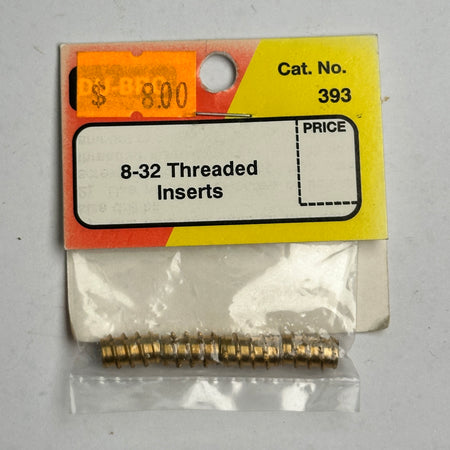 $ 8.00
Cat. No.
393
PRICE
8-32 Threaded
Inserts